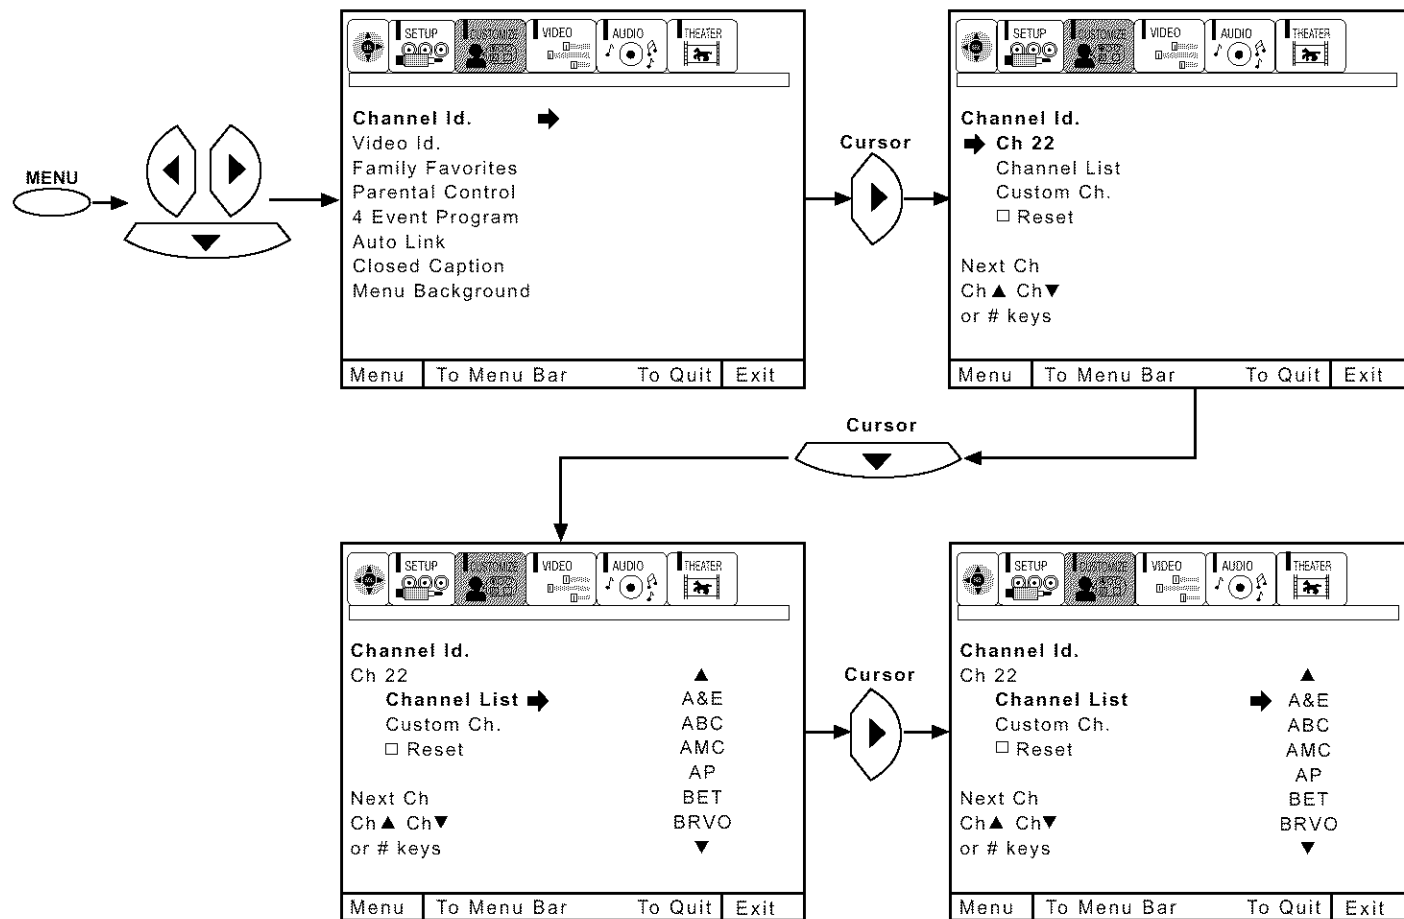 MENU
SETUP CUSTOMIZE VIDEO AUDIO THEATER
Channel Id. ➡
Video Id.
Family Favorites
Parental Control
4 Event Program
Auto Link
Closed Caption
Menu Background
Menu To Menu Bar To Quit Exit
Cursor
SETUP CUSTOMIZE VIDEO AUDIO THEATER
Channel Id.
➡ Ch 22
Channel List
Custom Ch.
□ Reset
Next Ch
Ch▲ Ch▼
or # keys
Menu To Menu Bar To Quit Exit
Cursor
SETUP CUSTOMIZE VIDEO AUDIO THEATER
Channel Id.
Ch 22 ▲
Channel List ➡ A&E
Custom Ch. ABC
□ Reset AMC
AP
Next Ch BET
Ch▲ Ch▼ BRVO
or # keys ▼
Menu To Menu Bar To Quit Exit
Cursor
SETUP CUSTOMIZE VIDEO AUDIO THEATER
Channel Id.
Ch 22 ▲
Channel List ➡ A&E
Custom Ch. ABC
□ Reset AMC
AP
Next Ch BET
Ch▲ Ch▼ BRVO
or # keys ▼
Menu To Menu Bar To Quit Exit